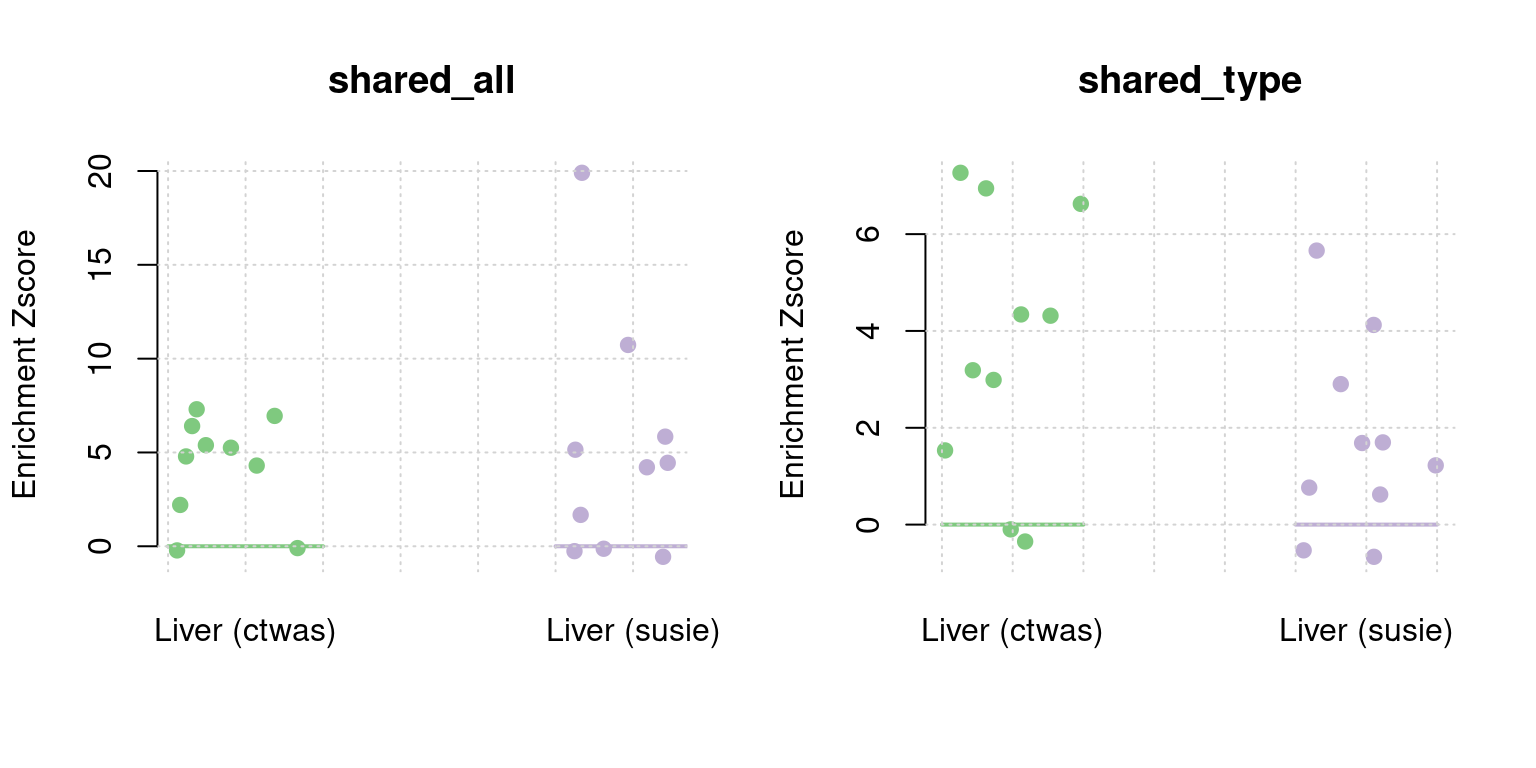 shared_all
Enrichment Zscore
20
15
10
5
0
Liver (ctwas)
Liver (susie)
shared_type
Enrichment Zscore
6
4
2
0
Liver (ctwas)
Liver (susie)